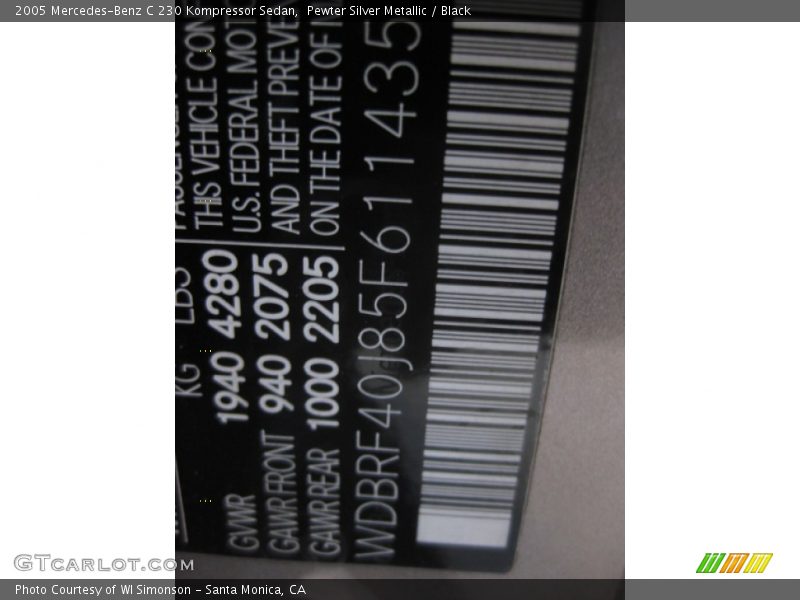 2005 Mercedes-Benz C 230 Kompressor Sedan, Pewter Silver Metallic / Black
THIS VEHICLE CON
U.S. FEDERAL MOT
AND THEFT PREVE
ON THE DATE OF
KG LBS
GVWR 1940 4280
GAWR FRONT 940 2075
GAWR REAR 1000 2205
WDBRF40J85F611435
GTcarlot.com
Photo Courtesy of WI Simonson - Santa Monica, CA